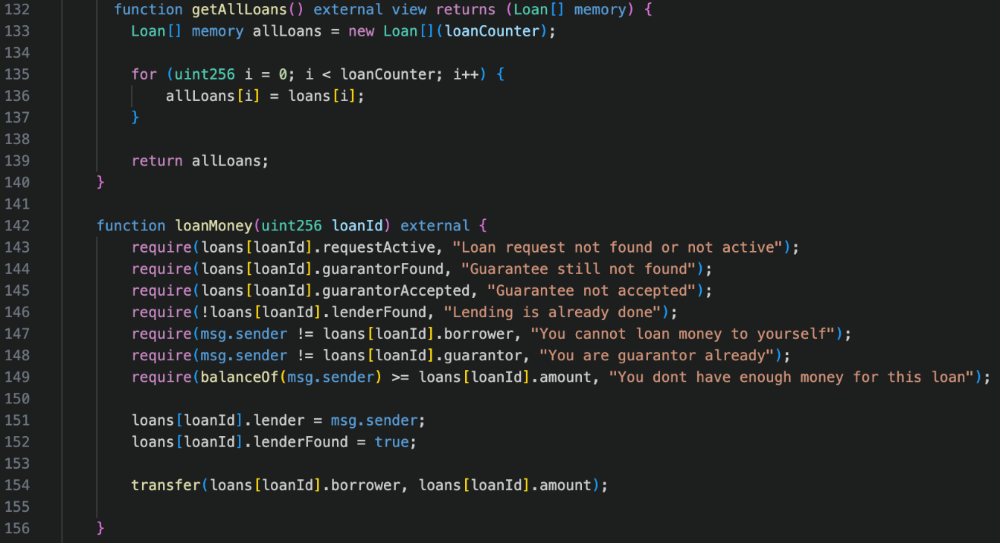 132 function getAllLoans() external view returns (Loan[] memory) {
133 Loan[] memory allLoans = new Loan[](loanCounter);
134
135 for (uint256 i = 0; i < loanCounter; i++) {
136 allLoans[i] = loans[i];
137 }
138
139 return allLoans;
140 }
141
142 function loanMoney(uint256 loanId) external {
143 require(loans[loanId].requestActive, "Loan request not found or not active");
144 require(loans[loanId].guarantorFound, "Guarantee still not found");
145 require(loans[loanId].guarantorAccepted, "Guarantee not accepted");
146 require(!loans[loanId].lenderFound, "Lending is already done");
147 require(msg.sender != loans[loanId].borrower, "You cannot loan money to yourself");
148 require(msg.sender != loans[loanId].guarantor, "You are guarantor already");
149 require(balanceOf(msg.sender) >= loans[loanId].amount, "You dont have enough money for this loan");
150
151 loans[loanId].lender = msg.sender;
152 loans[loanId].lenderFound = true;
153
154 transfer(loans[loanId].borrower, loans[loanId].amount);
155
156 }